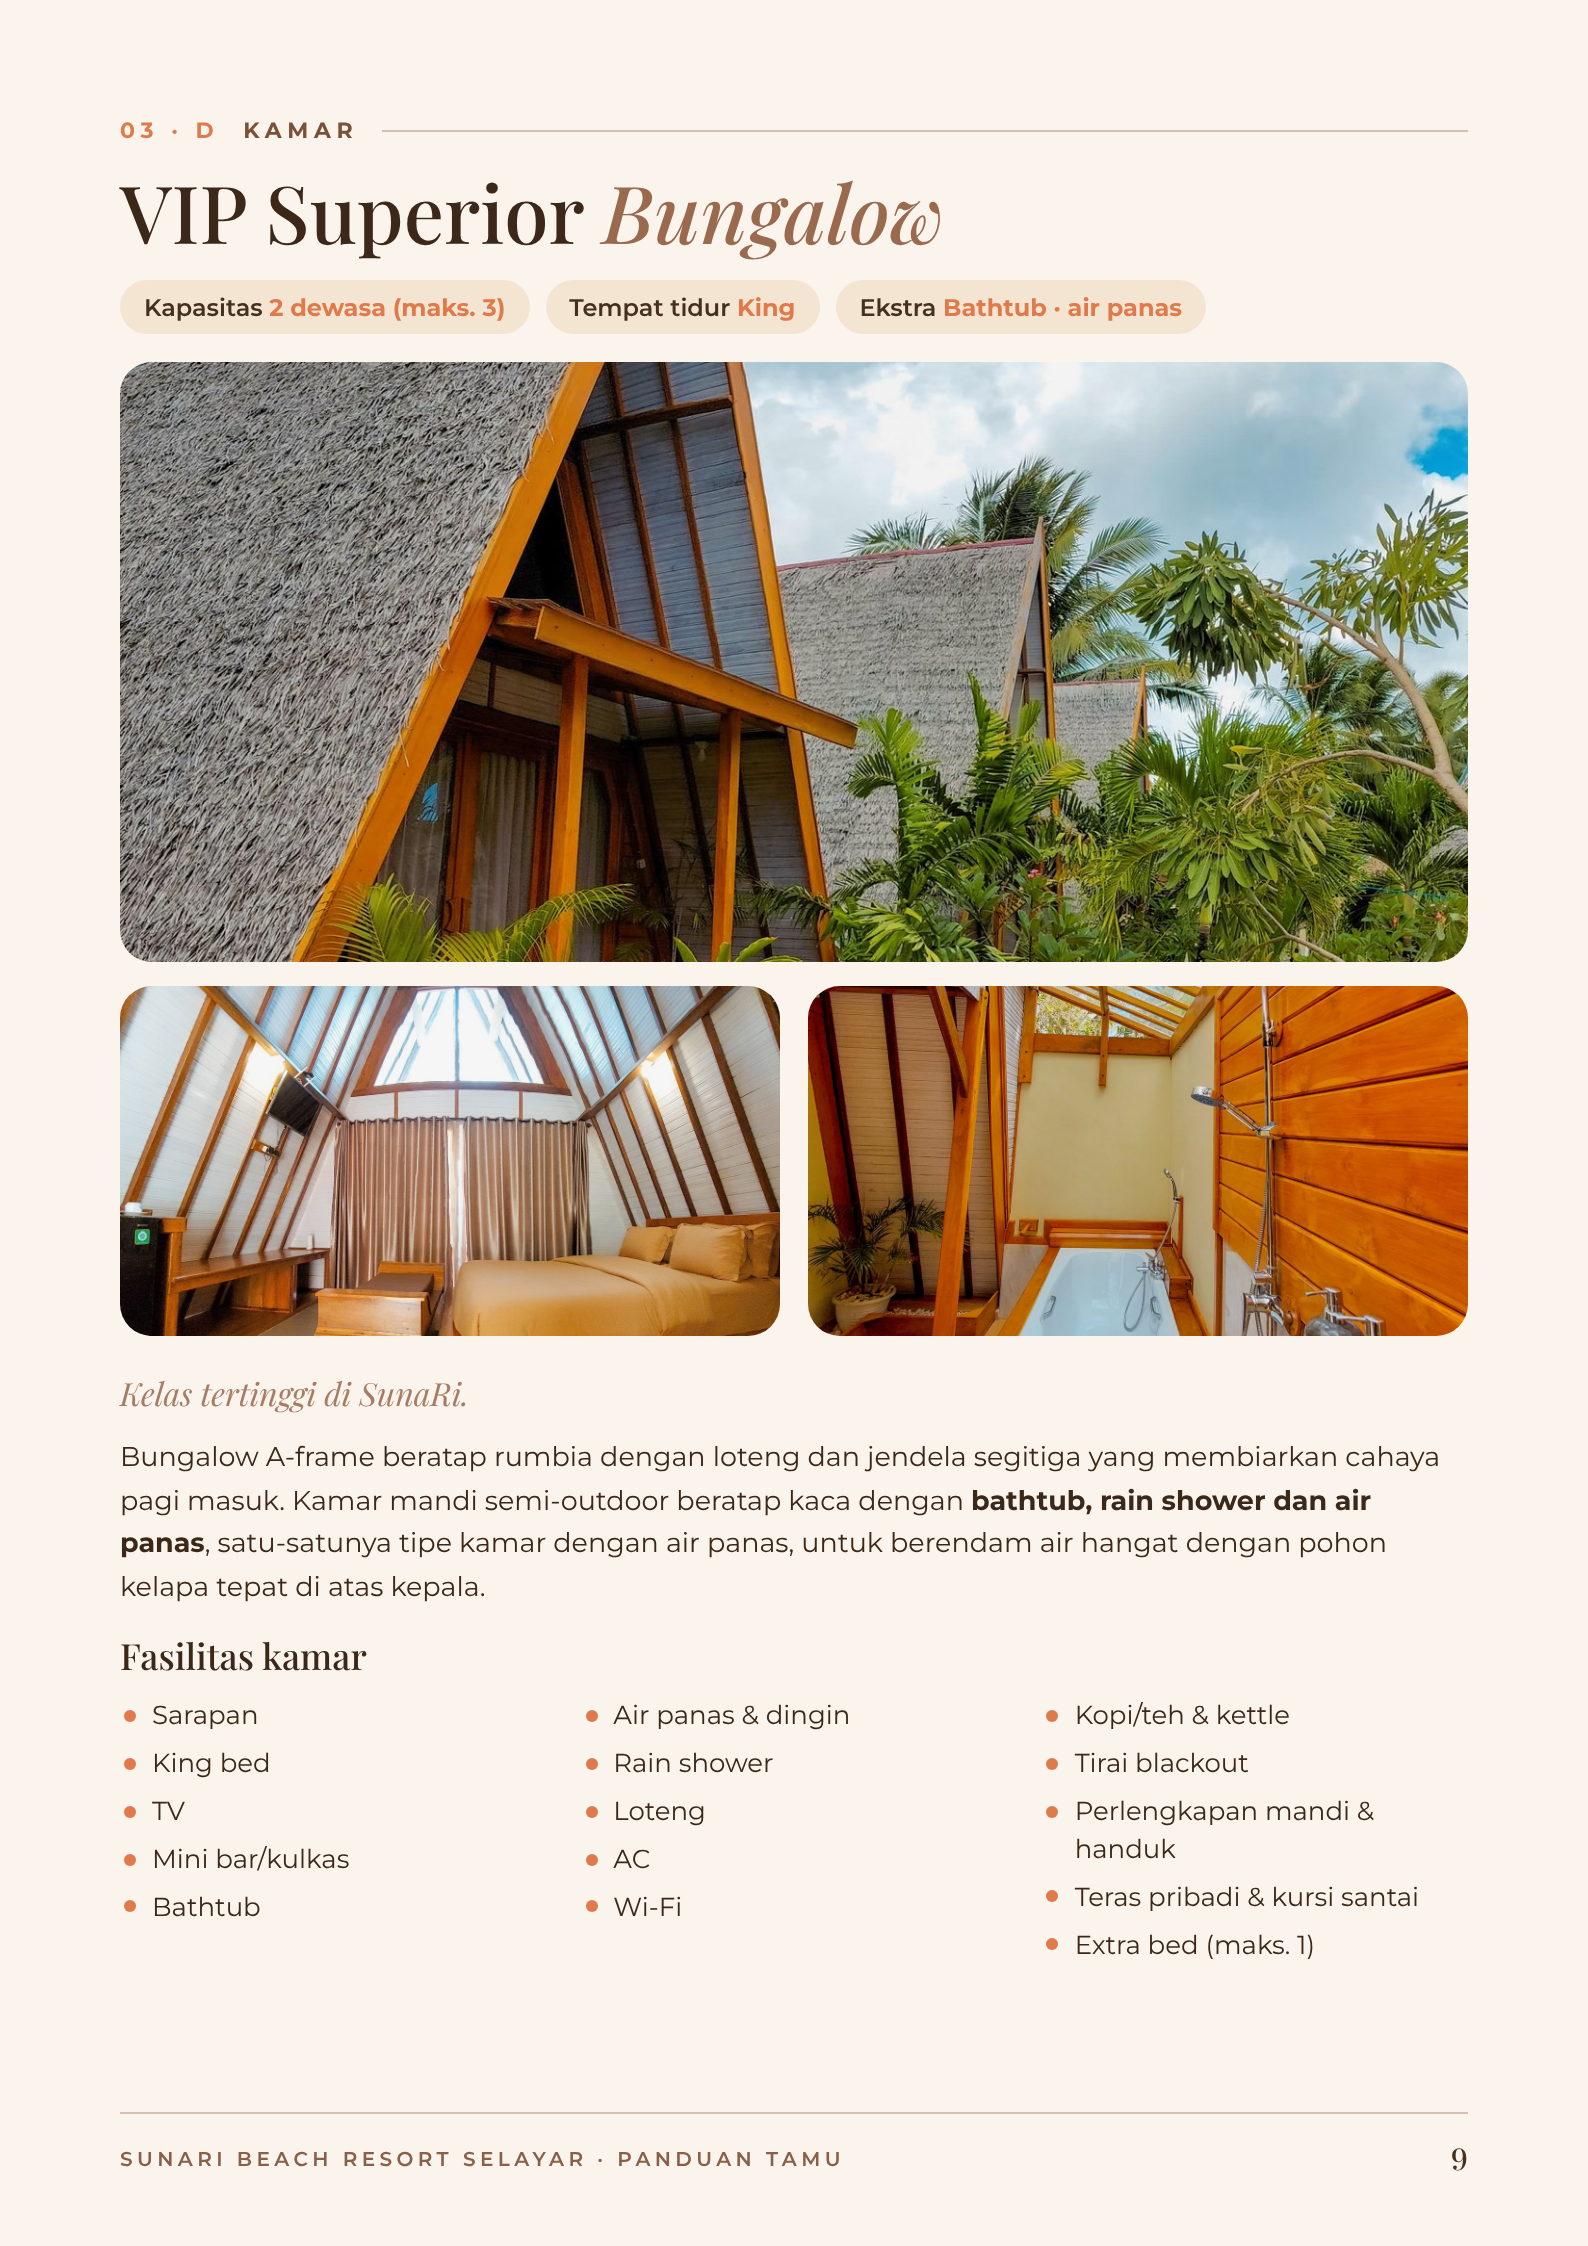 03 · D KAMAR
VIP Superior Bungalow
Kapasitas 2 dewasa (maks. 3)
Tempat tidur King
Ekstra Bathtub · air panas
Kelas tertinggi di SunaRi.
Bungalow A-frame beratap rumbia dengan loteng dan jendela segitiga yang membiarkan cahaya
pagi masuk. Kamar mandi semi-outdoor beratap kaca dengan bathtub, rain shower dan air
panas, satu-satunya tipe kamar dengan air panas, untuk berendam air hangat dengan pohon
kelapa tepat di atas kepala.
Fasilitas kamar
Sarapan
King bed
TV
Mini bar/kulkas
Bathtub
Air panas & dingin
Rain shower
Loteng
AC
Wi-Fi
Kopi/teh & kettle
Tirai blackout
Perlengkapan mandi &
handuk
Teras pribadi & kursi santai
Extra bed (maks. 1)
SUNARI BEACH RESORT SELAYAR · PANDUAN TAMU
9